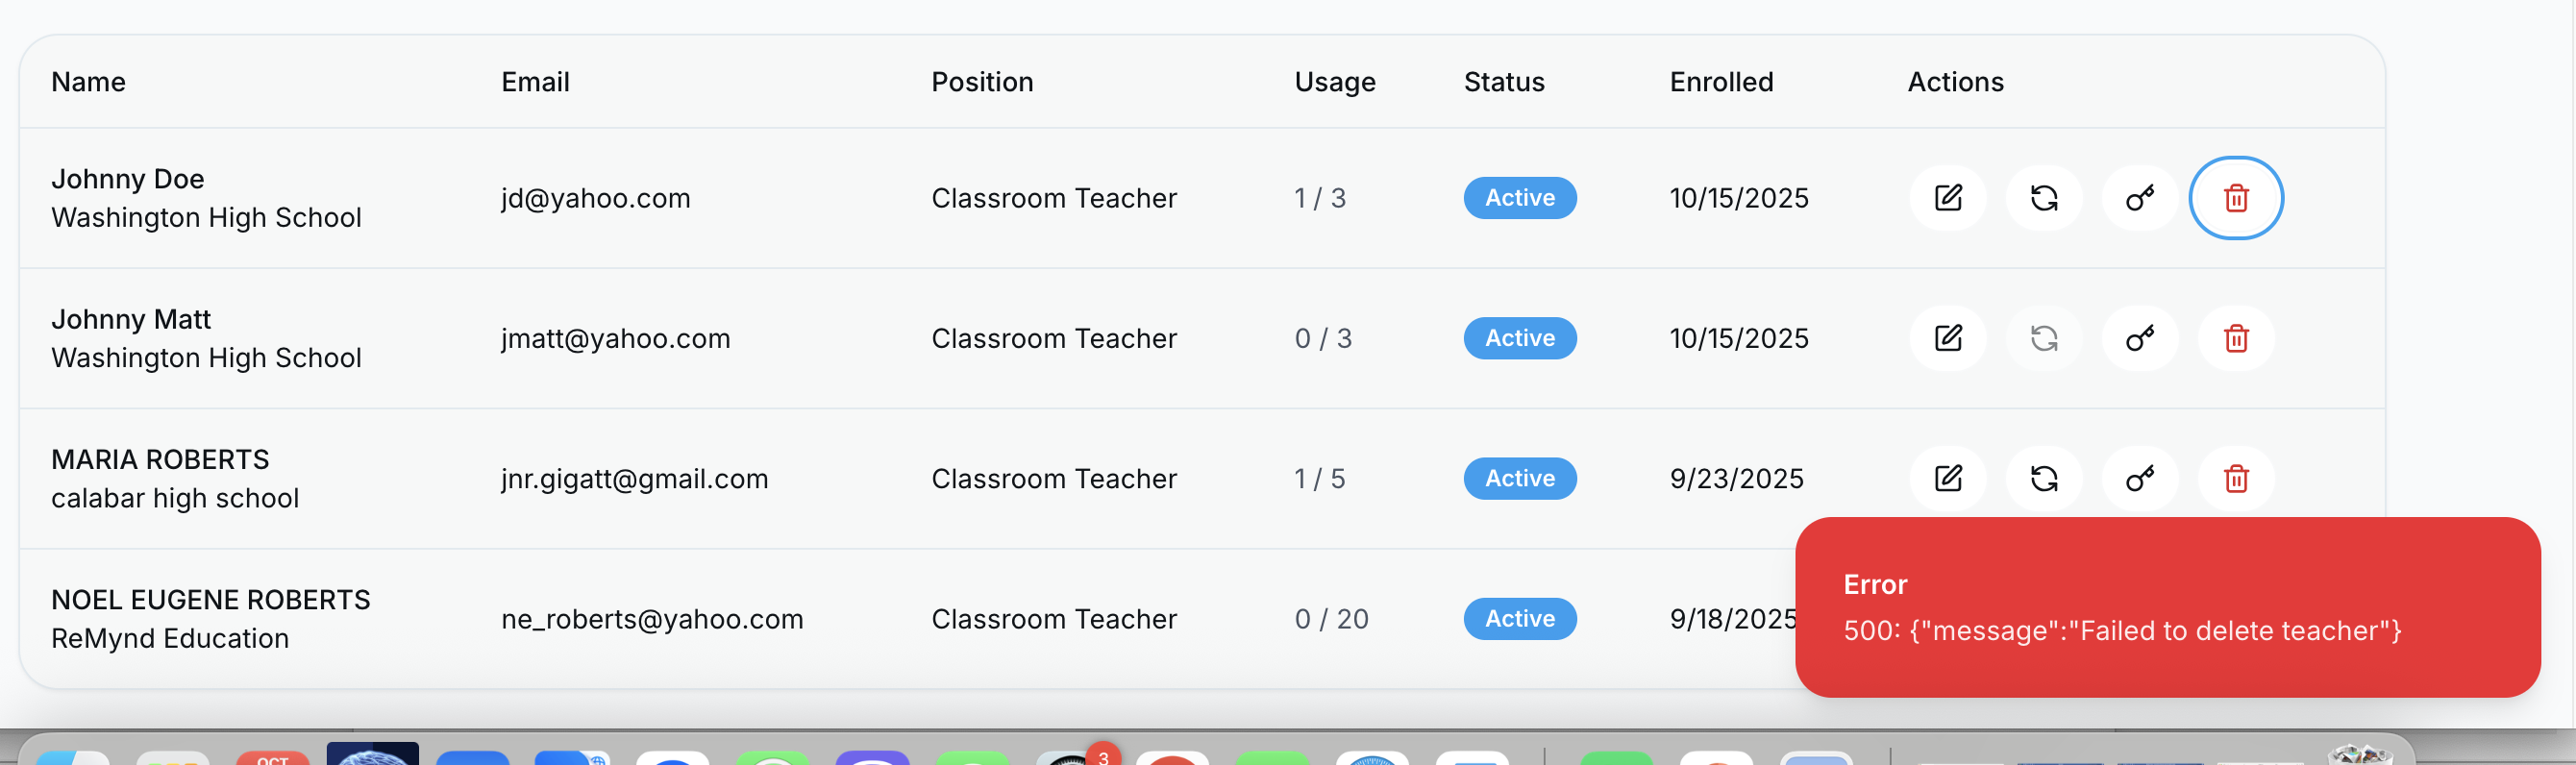 Name Email Position Usage Status Enrolled Actions
Johnny Doe
Washington High School
jd@yahoo.com Classroom Teacher 1 / 3 Active 10/15/2025
Johnny Matt
Washington High School
jmatt@yahoo.com Classroom Teacher 0 / 3 Active 10/15/2025
MARIA ROBERTS
calabar high school
jnr.gigatt@gmail.com Classroom Teacher 1 / 5 Active 9/23/2025
NOEL EUGENE ROBERTS
ReMynd Education
ne_roberts@yahoo.com Classroom Teacher 0 / 20 Active 9/18/2025
Error
500: {"message":"Failed to delete teacher"}
OCT
3